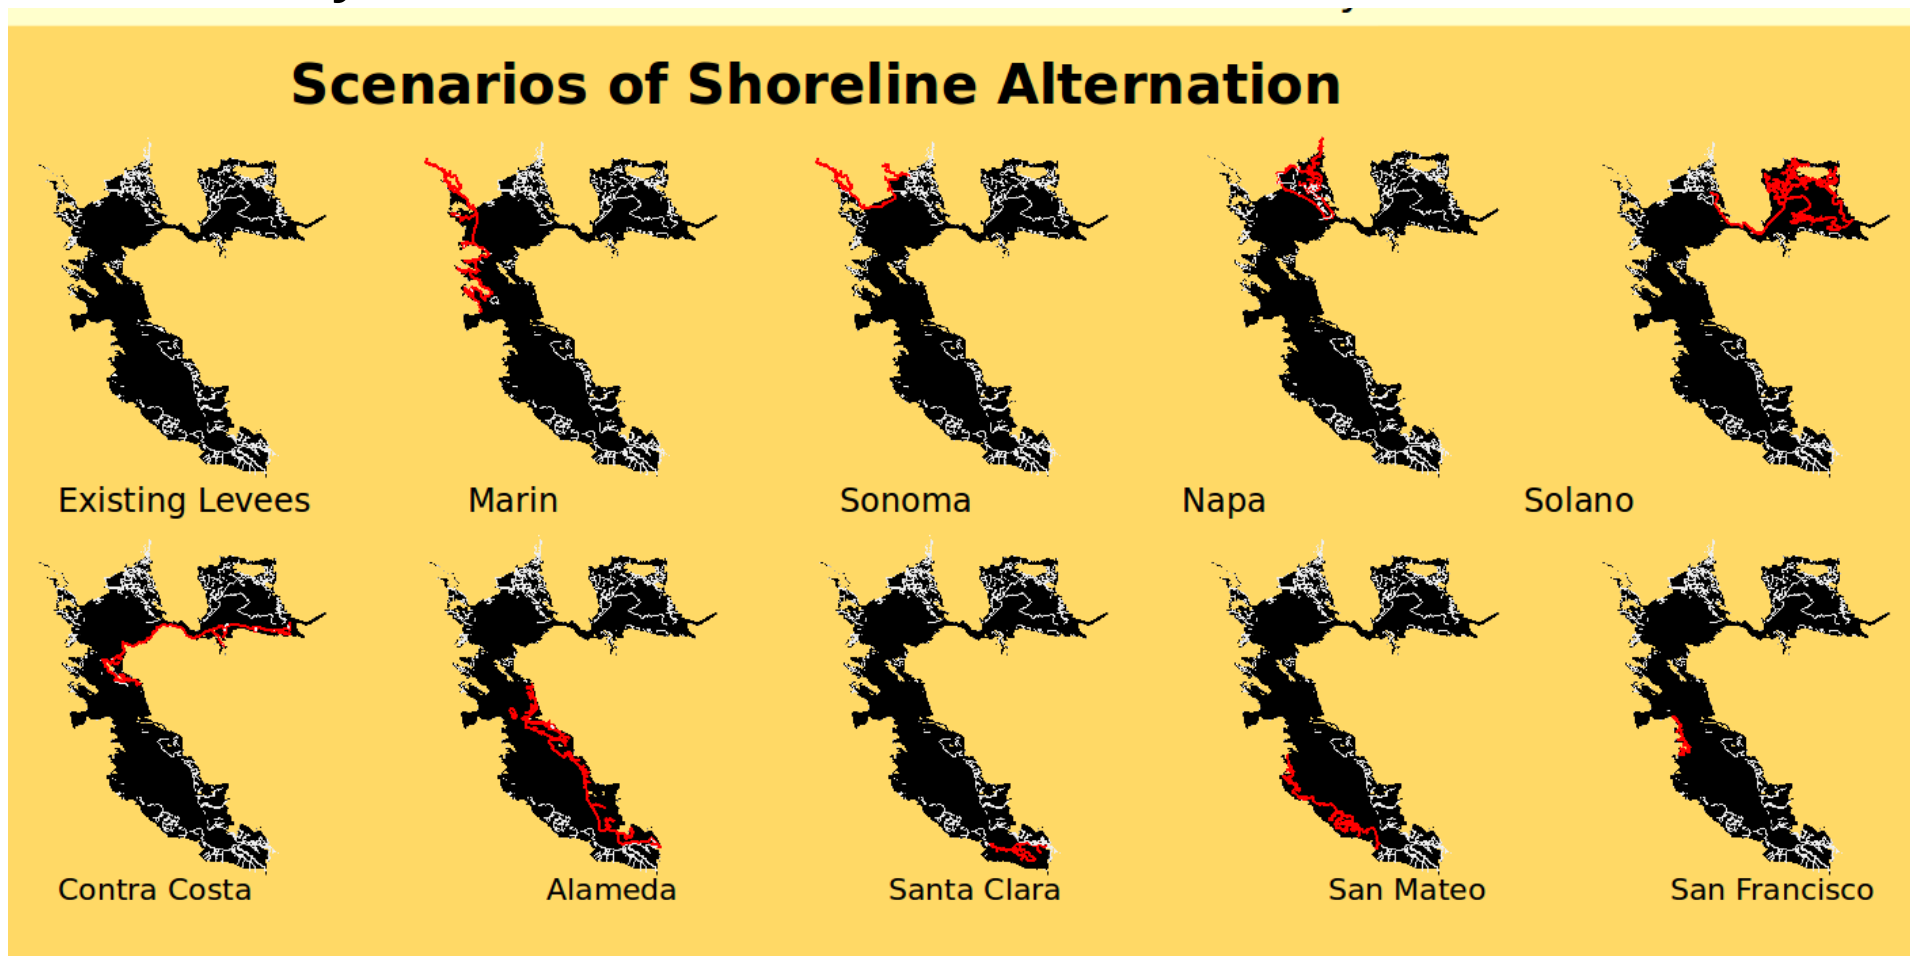 Scenarios of Shoreline Alternation
Existing Levees
Marin
Sonoma
Napa
Solano
Contra Costa
Alameda
Santa Clara
San Mateo
San Francisco